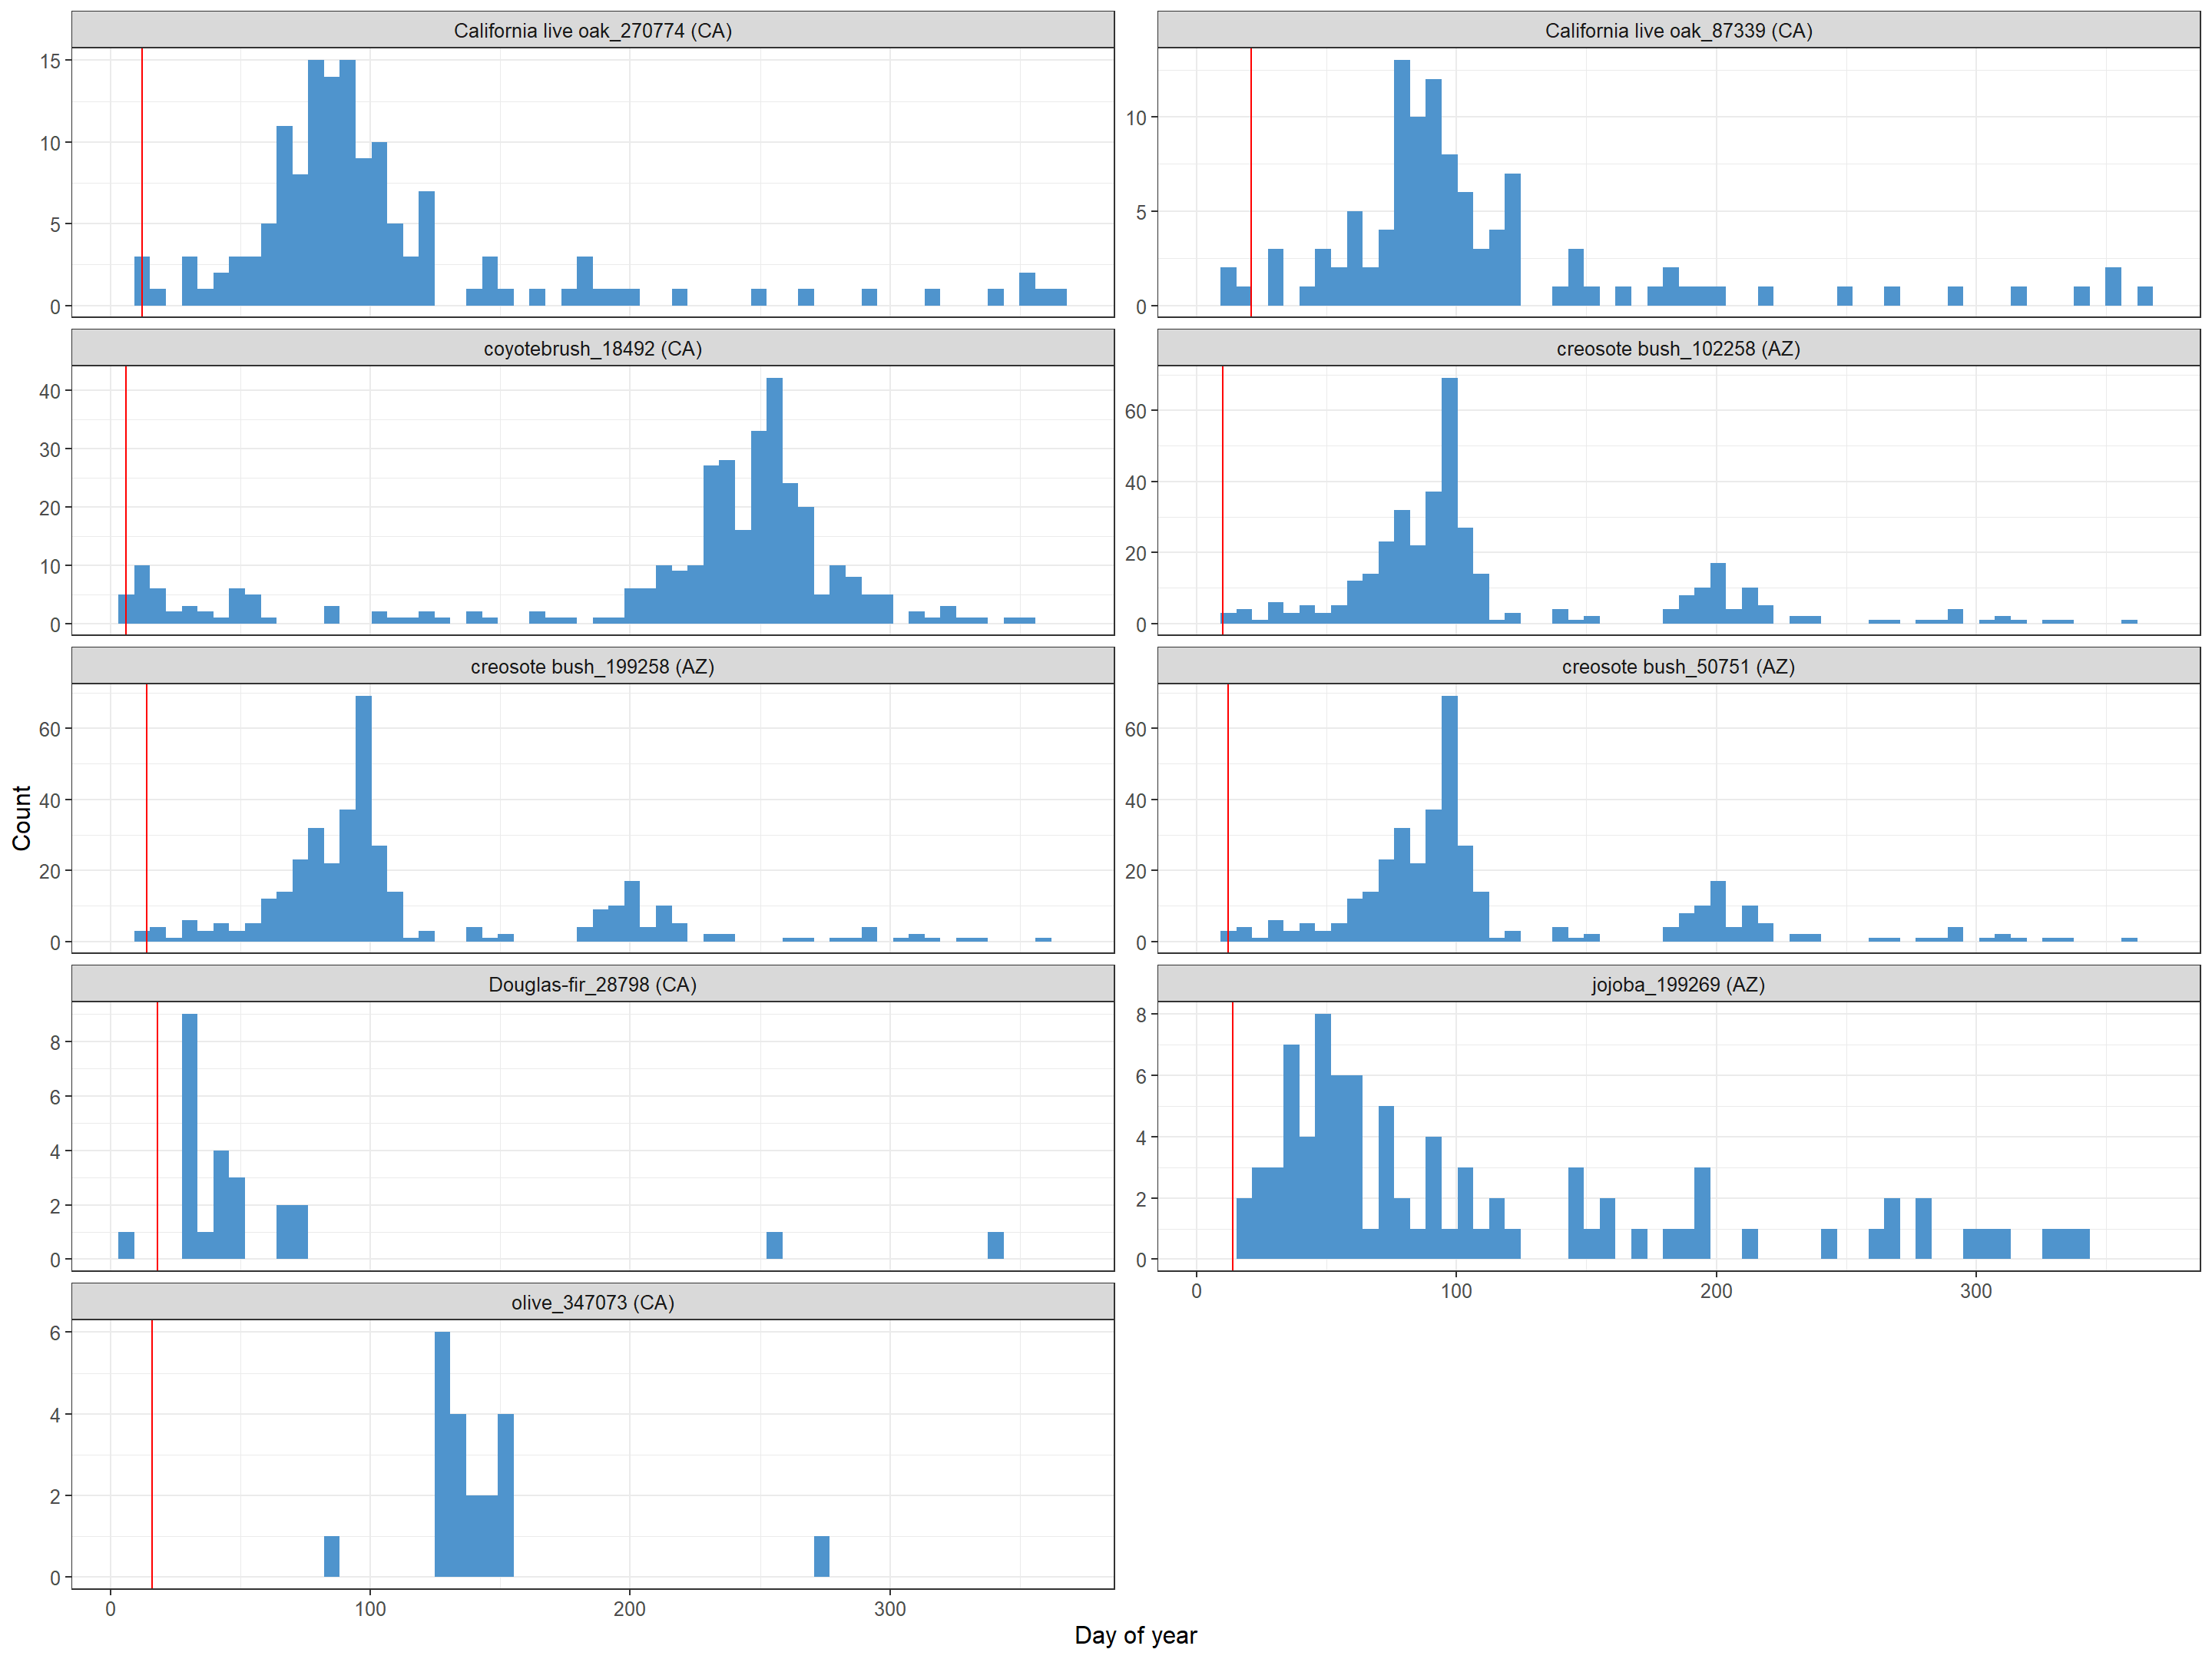 California live oak_270774 (CA)
California live oak_87339 (CA)
15
10
5
0
10
5
0
coyotebrush_18492 (CA)
creosote bush_102258 (AZ)
40
30
20
10
0
60
40
20
0
creosote bush_199258 (AZ)
creosote bush_50751 (AZ)
60
40
20
0
60
40
20
0
Count
Douglas-fir_28798 (CA)
jojoba_199269 (AZ)
8
6
4
2
0
8
6
4
2
0
0 100 200 300
olive_347073 (CA)
6
4
2
0
0 100 200 300
Day of year